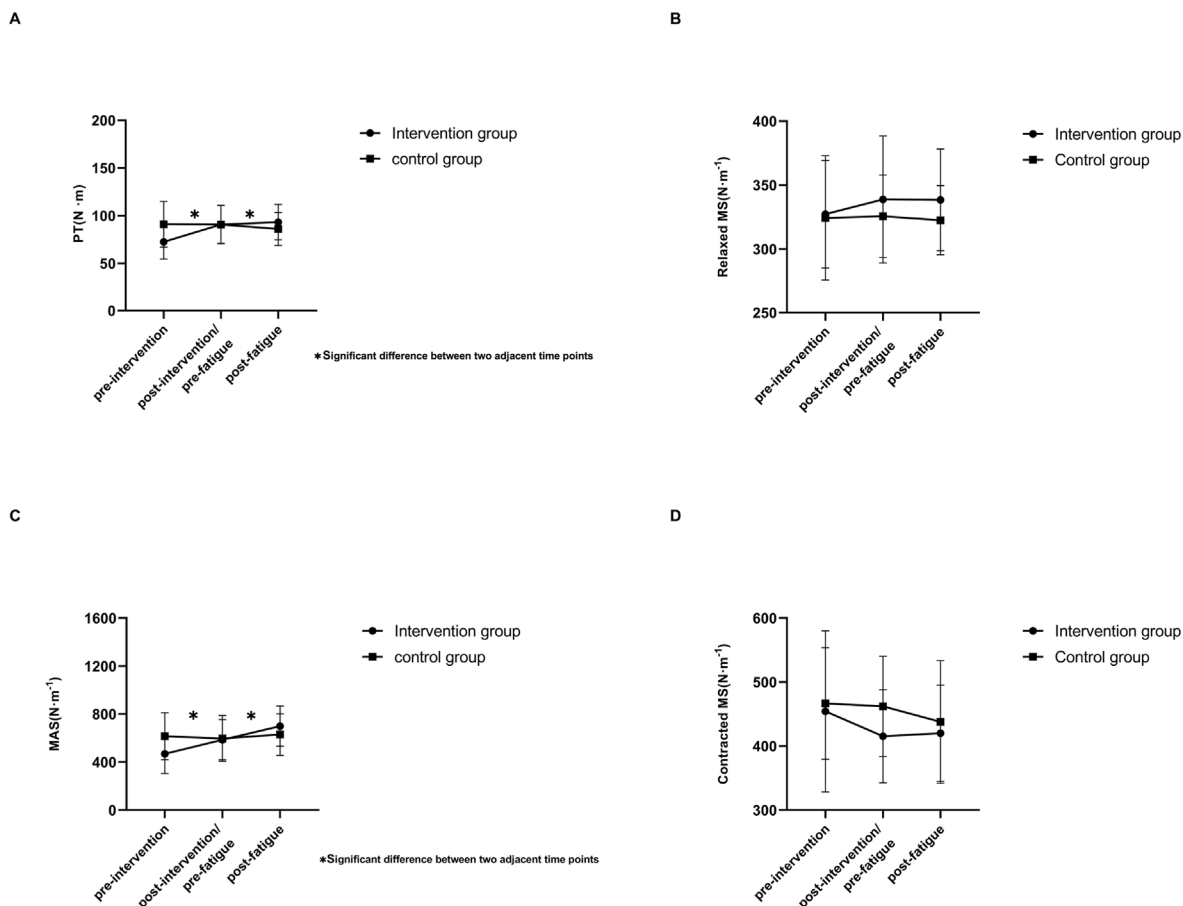 A
PT(N·m)
200
150
100
50
0
* *
Intervention group
control group
pre-intervention
post-intervention/
pre-fatigue
post-fatigue
*Significant difference between two adjacent time points
B
Relaxed MS(N·m⁻¹)
400
350
300
250
Intervention group
Control group
pre-intervention
post-intervention/
pre-fatigue
post-fatigue
C
MAS(N·m⁻¹)
1600
1200
800
400
0
* *
Intervention group
control group
pre-intervention
post-intervention/
pre-fatigue
post-fatigue
*Significant difference between two adjacent time points
D
Contracted MS(N·m⁻¹)
600
500
400
300
Intervention group
Control group
pre-intervention
post-intervention/
pre-fatigue
post-fatigue